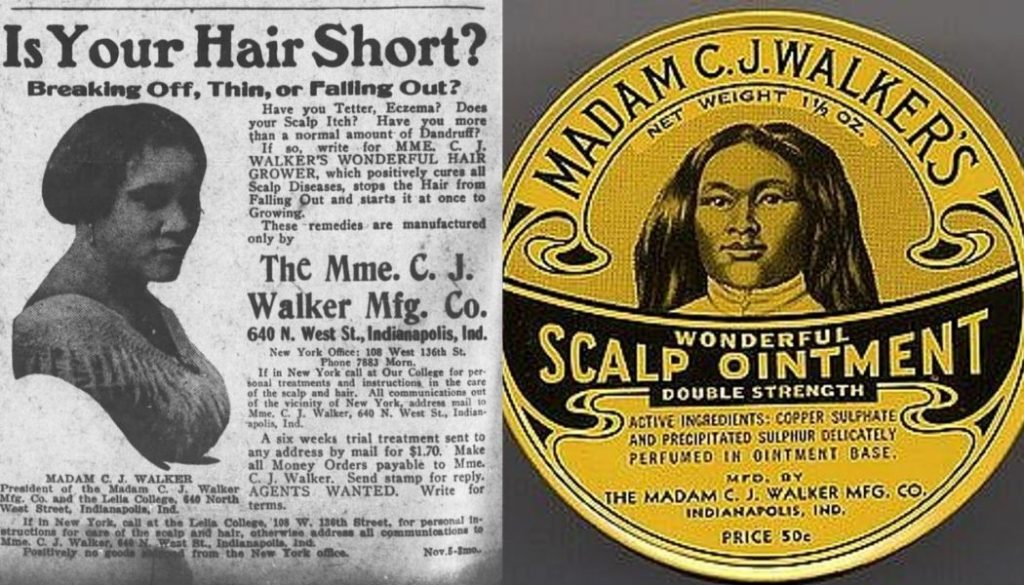 Is Your Hair Short?
Breaking Off, Thin, or Falling Out?
Have you Tetter, Eczema? Does
your Scalp Itch? Have you more
than a normal amount of Dandruff?
If so, write for MME. C. J.
WALKER'S WONDERFUL HAIR
GROWER, which positively cures all
Scalp Diseases, stops the Hair from
Falling Out and starts it at once to
Growing.
These remedies are manufactured
only by
The Mme. C. J.
Walker Mfg. Co.
640 N. West St., Indianapolis, Ind.
New York Office: 108 West 136th St.
Phone 7883 Morn.
If in New York call at Our College for per-
sonal treatments and instructions in the care
of the scalp and hair. All communications out
of the vicinity of New York, address mail to
Mme. C. J. Walker, 640 N. West St., Indian-
apolis, Ind.
A six weeks trial treatment sent to
any address by mail for $1.70. Make
all Money Orders payable to Mme.
C. J. Walker. Send stamp for reply.
AGENTS WANTED. Write for
terms.
MADAM C. J. WALKER
President of the Madam C. J. Walker
Mfg. Co. and the Lelia College, 640 North
West Street, Indianapolis, Ind.
If in New York, call at the Lelia College, 108 W. 136th Street, for personal in-
structions for care of the scalp and hair, otherwise address all communications to
Mme. C. J. Walker, 640 N. West St., Indianapolis, Ind.
Positively no goods from the New York office.
Nov.5-2mo.
MADAM C.J. WALKER'S
NET WEIGHT 1½ OZ.
WONDERFUL
SCALP OINTMENT
DOUBLE STRENGTH
ACTIVE INGREDIENTS: COPPER SULPHATE
AND PRECIPITATED SULPHUR DELICATELY
PERFUMED IN OINTMENT BASE.
MFD. BY
THE MADAM C. J. WALKER MFG. CO.
INDIANAPOLIS, IND.
PRICE 50c